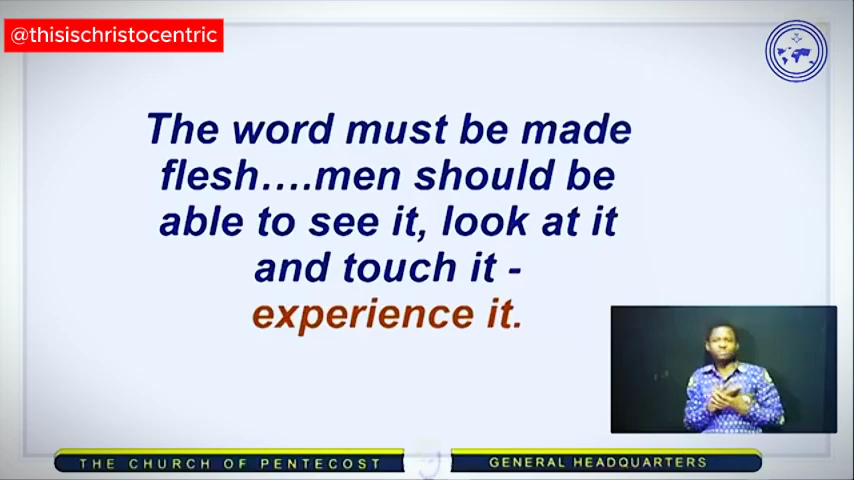 @thisischristocentric
The word must be made
flesh....men should be
able to see it, look at it
and touch it -
experience it.
THE CHURCH OF PENTECOST
GENERAL HEADQUARTERS